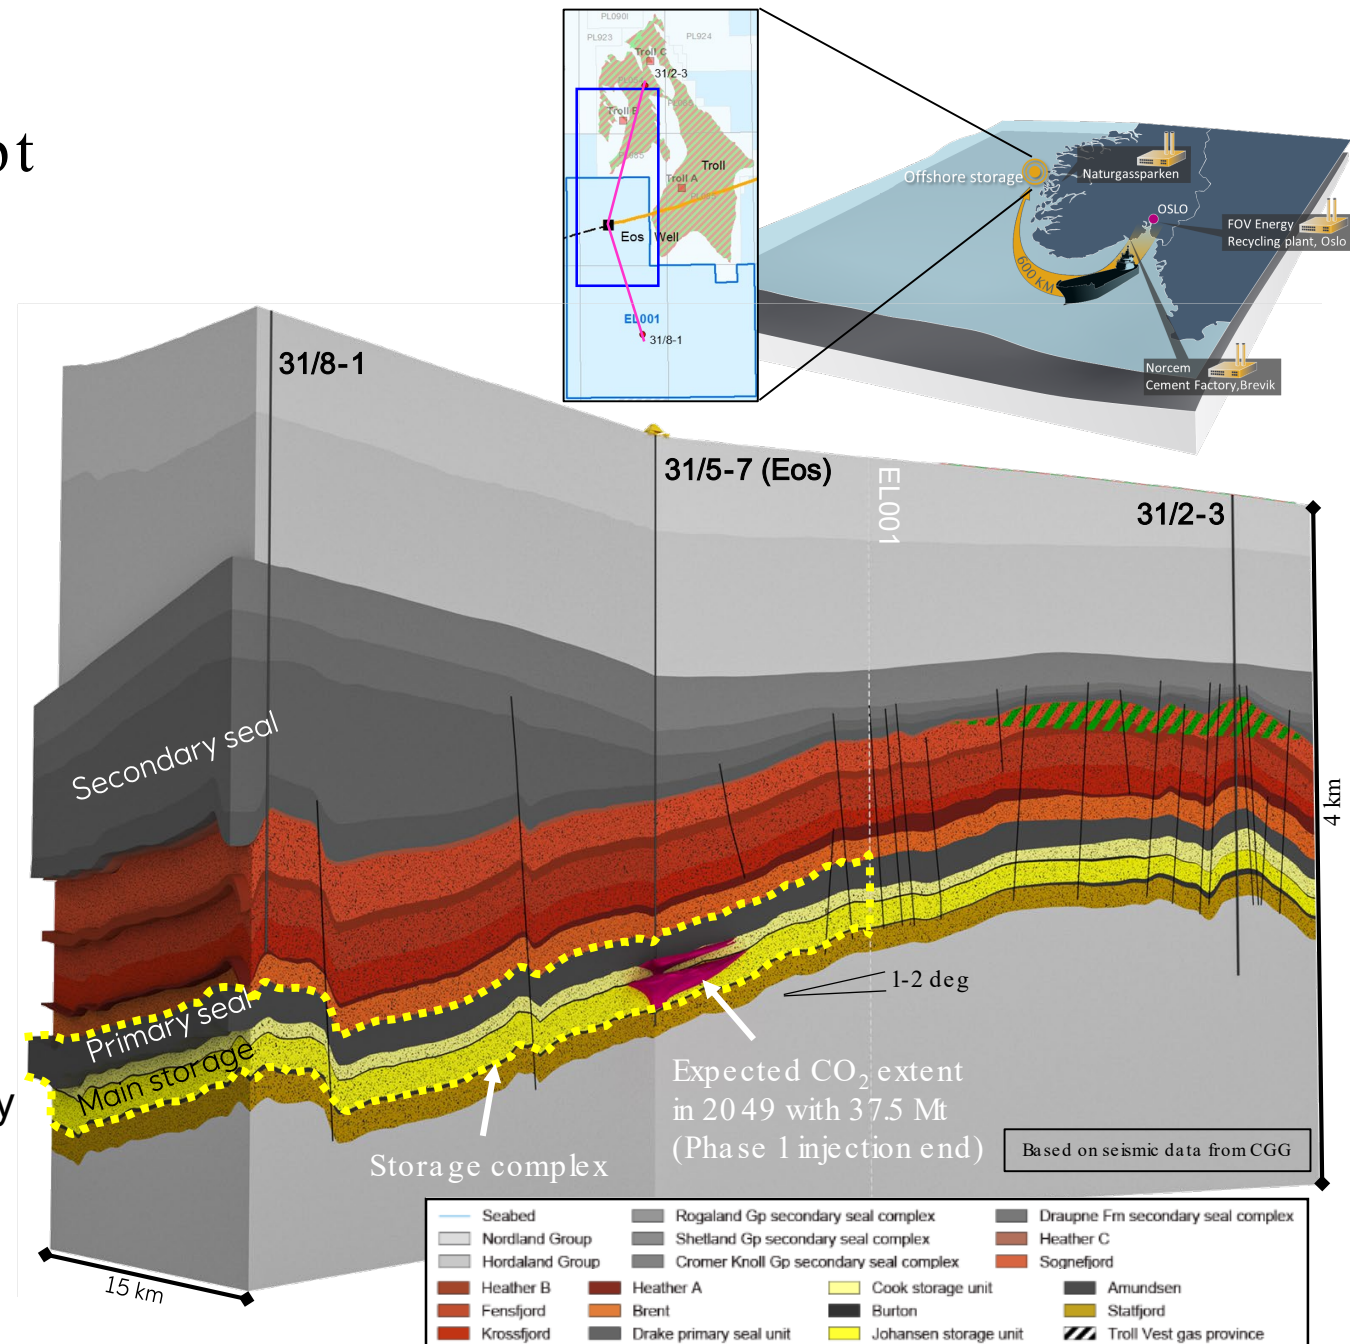 pt
PL090I
PL923
PL924
Troll C
31/2-3
Troll B
Troll
Troll A
Eos Well
EL001
31/8-1
Offshore storage
Naturgassparken
OSLO
FOV Energy
Recycling plant, Oslo
600 KM
Norcem
Cement Factory,Brevik
31/8-1
31/5-7 (Eos)
EL001
31/2-3
Secondary seal
4 km
Primary seal
Main storage
1-2 deg
Expected CO₂ extent
in 2049 with 37.5 Mt
(Phase 1 injection end)
y
Storage complex
Based on seismic data from CGG
15 km
Seabed
Rogaland Gp secondary seal complex
Draupne Fm secondary seal complex
Nordland Group
Shetland Gp secondary seal complex
Heather C
Hordaland Group
Cromer Knoll Gp secondary seal complex
Sognefjord
Heather B
Heather A
Cook storage unit
Amundsen
Fensfjord
Brent
Burton
Statfjord
Krossfjord
Drake primary seal unit
Johansen storage unit
Troll Vest gas province